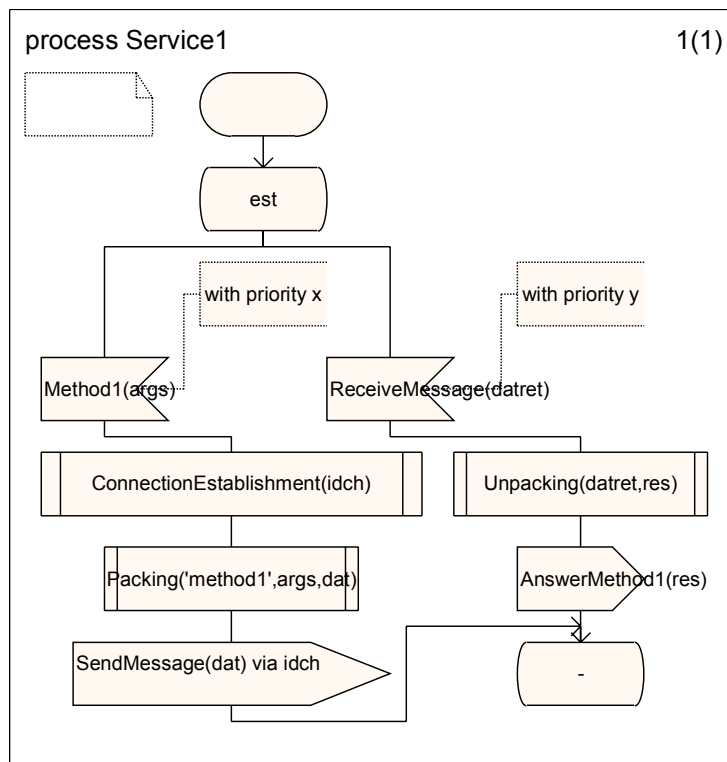 process Service1
1(1)
est
with priority x
with priority y
Method1(args)
ReceiveMessage(datret)
ConnectionEstablishment(idch)
Unpacking(datret,res)
Packing('method1',args,dat)
AnswerMethod1(res)
SendMessage(dat) via idch
-